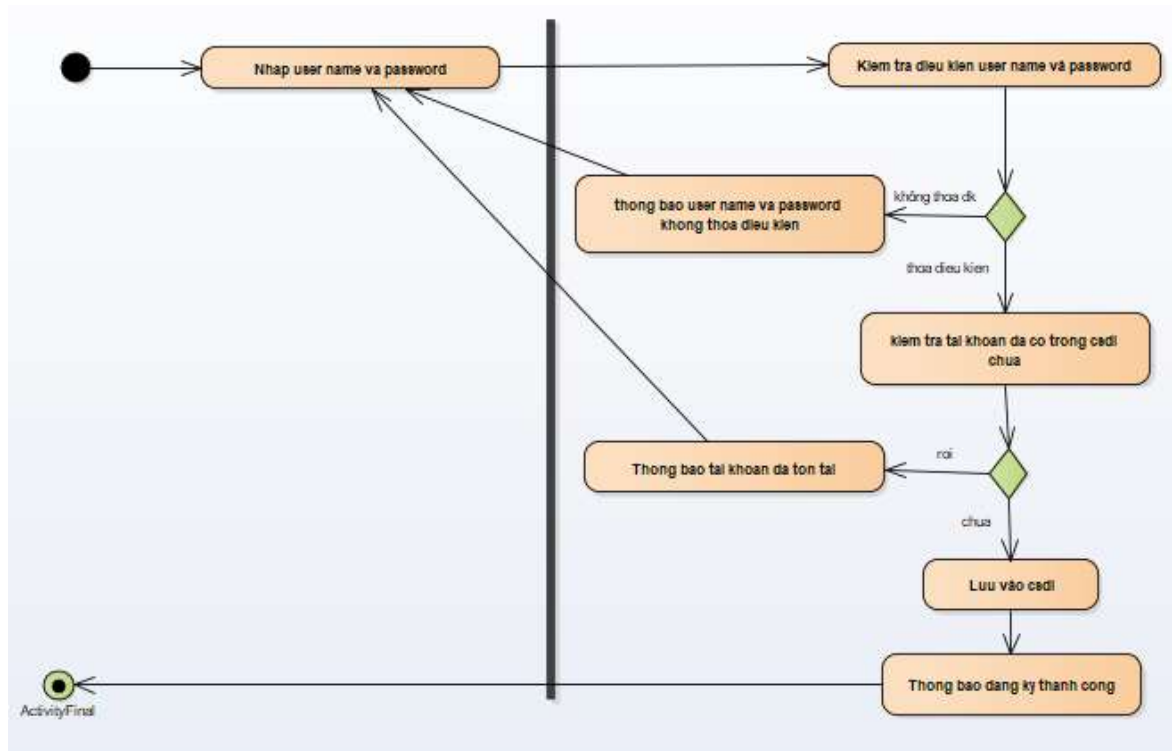 Nhap user name va password
Kiem tra dieu kien user name và password
không thoa dk
thong bao user name va password
khong thoa dieu kien
thoa dieu kien
kiem tra tai khoan da co trong csdl
chua
roi
Thong bao tai khoan da ton tai
chua
Luu vào csdl
Thong bao dang ky thanh cong
ActivityFinal